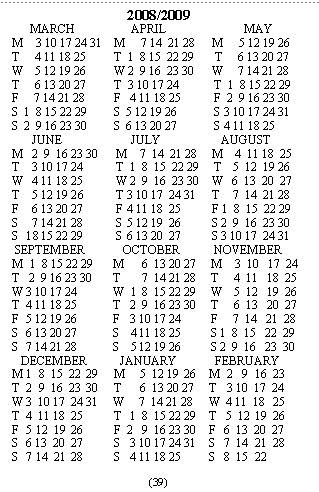 2008/2009
MARCH APRIL MAY
M 3 10 17 24 31 M 7 14 21 28 M 5 12 19 26
T 4 11 18 25 T 1 8 15 22 29 T 6 13 20 27
W 5 12 19 26 W 2 9 16 23 30 W 7 14 21 28
T 6 13 20 27 T 3 10 17 24 T 1 8 15 22 29
F 7 14 21 28 F 4 11 18 25 F 2 9 16 23 30
S 1 8 15 22 29 S 5 12 19 26 S 3 10 17 24 31
S 2 9 16 23 30 S 6 13 20 27 S 4 11 18 25
JUNE JULY AUGUST
M 2 9 16 23 30 M 7 14 21 28 M 4 11 18 25
T 3 10 17 24 T 1 8 15 22 29 T 5 12 19 26
W 4 11 18 25 W 2 9 16 23 30 W 6 13 20 27
T 5 12 19 26 T 3 10 17 24 31 T 7 14 21 28
F 6 13 20 27 F 4 11 18 25 F 1 8 15 22 29
S 7 14 21 28 S 5 12 19 26 S 2 9 16 23 30
S 1 8 15 22 29 S 6 13 20 27 S 3 10 17 24 31
SEPTEMBER OCTOBER NOVEMBER
M 1 8 15 22 29 M 6 13 20 27 M 3 10 17 24
T 2 9 16 23 30 T 7 14 21 28 T 4 11 18 25
W 3 10 17 24 W 1 8 15 22 29 W 5 12 19 26
T 4 11 18 25 T 2 9 16 23 30 T 6 13 20 27
F 5 12 19 26 F 3 10 17 24 F 7 14 21 28
S 6 13 20 27 S 4 11 18 25 S 1 8 15 22 29
S 7 14 21 28 S 5 12 19 26 S 2 9 16 23 30
DECEMBER JANUARY FEBRUARY
M 1 8 15 22 29 M 5 12 19 26 M 2 9 16 23
T 2 9 16 23 30 T 6 13 20 27 T 3 10 17 24
W 3 10 17 24 31 W 7 14 21 28 W 4 11 18 25
T 4 11 18 25 T 1 8 15 22 29 T 5 12 19 26
F 5 12 19 26 F 2 9 16 23 30 F 6 13 20 27
S 6 13 20 27 S 3 10 17 24 31 S 7 14 21 28
S 7 14 21 28 S 4 11 18 25 S 8 15 22
(39)